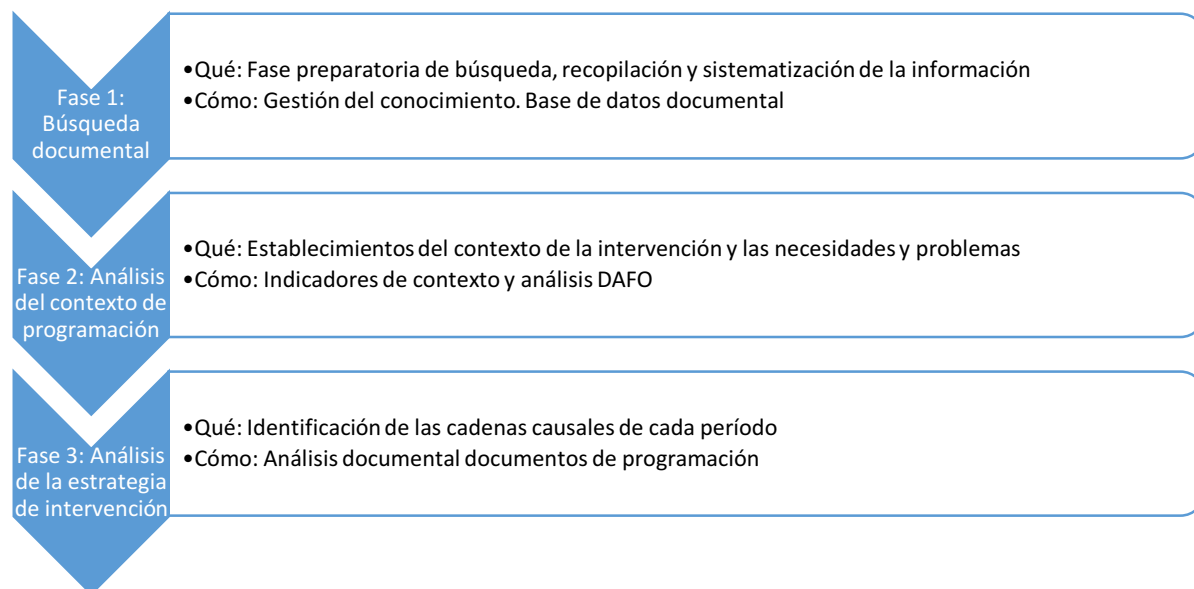 Fase 1:
Búsqueda
documental
•Qué: Fase preparatoria de búsqueda, recopilación y sistematización de la información
•Cómo: Gestión del conocimiento. Base de datos documental
Fase 2: Análisis
del contexto de
programación
•Qué: Establecimientos del contexto de la intervención y las necesidades y problemas
•Cómo: Indicadores de contexto y análisis DAFO
Fase 3: Análisis
de la estrategia
de intervención
•Qué: Identificación de las cadenas causales de cada período
•Cómo: Análisis documental documentos de programación